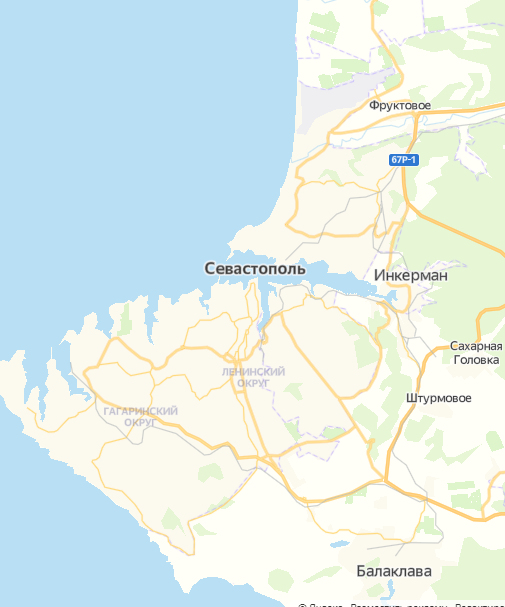 Фруктовое
67Р-1
Севастополь
Инкерман
Сахарная
Головка
ЛЕНИНСКИЙ
ОКРУГ
Штурмовое
ГАГАРИНСКИЙ
ОКРУГ
Балаклава